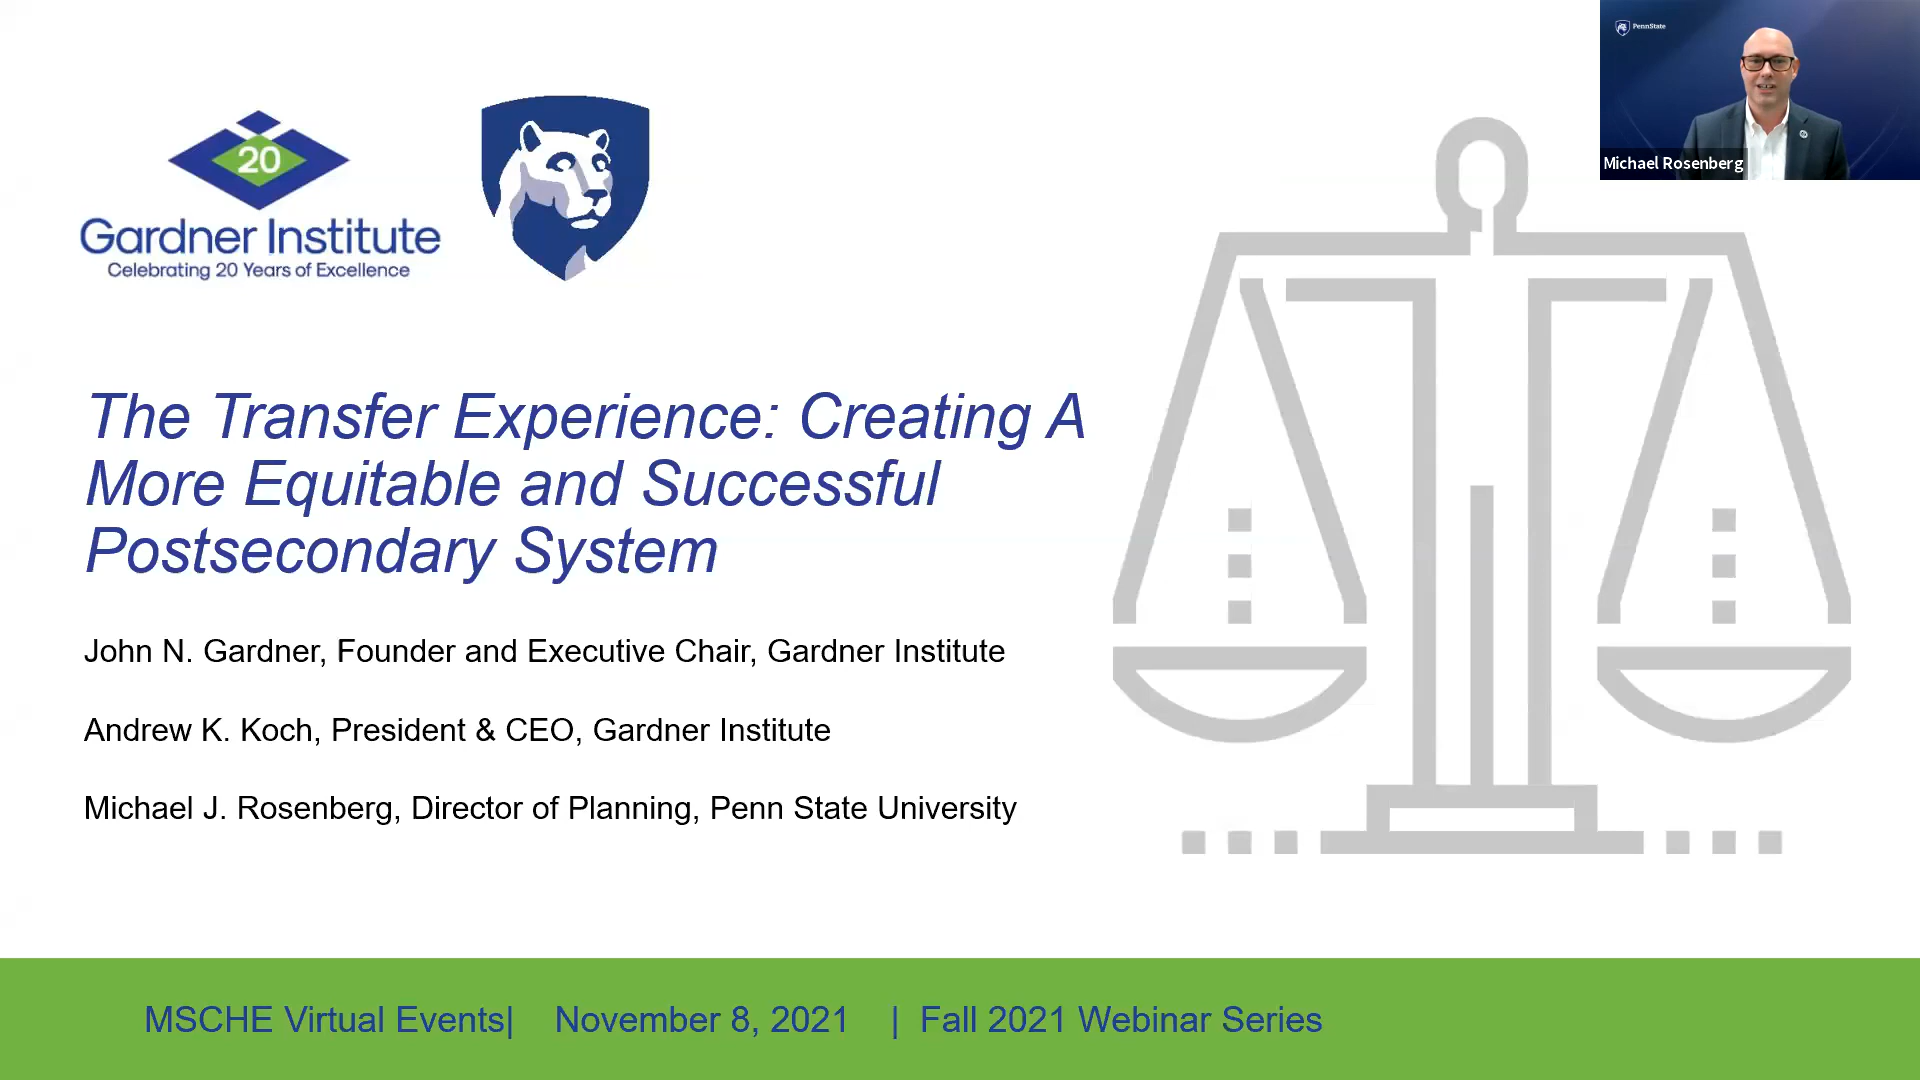 PennState
Michael Rosenberg
20
Gardner Institute
Celebrating 20 Years of Excellence
The Transfer Experience: Creating A
More Equitable and Successful
Postsecondary System
John N. Gardner, Founder and Executive Chair, Gardner Institute
Andrew K. Koch, President & CEO, Gardner Institute
Michael J. Rosenberg, Director of Planning, Penn State University
MSCHE Virtual Events| November 8, 2021 | Fall 2021 Webinar Series